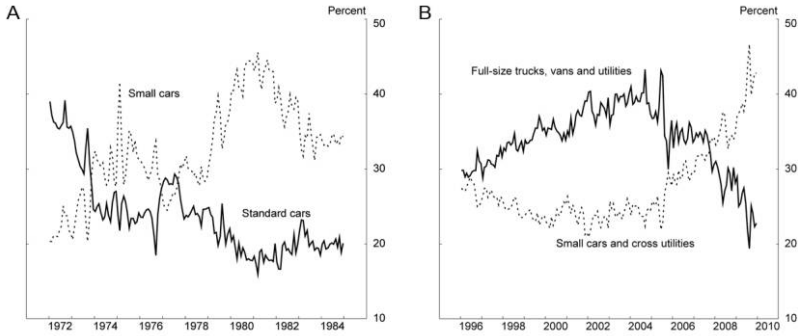 A
Percent
50
40
30
20
10
Small cars
Standard cars
1972 1974 1976 1978 1980 1982 1984
B
Percent
50
40
30
20
10
Full-size trucks, vans and utilities
Small cars and cross utilities
1996 1998 2000 2002 2004 2006 2008 2010